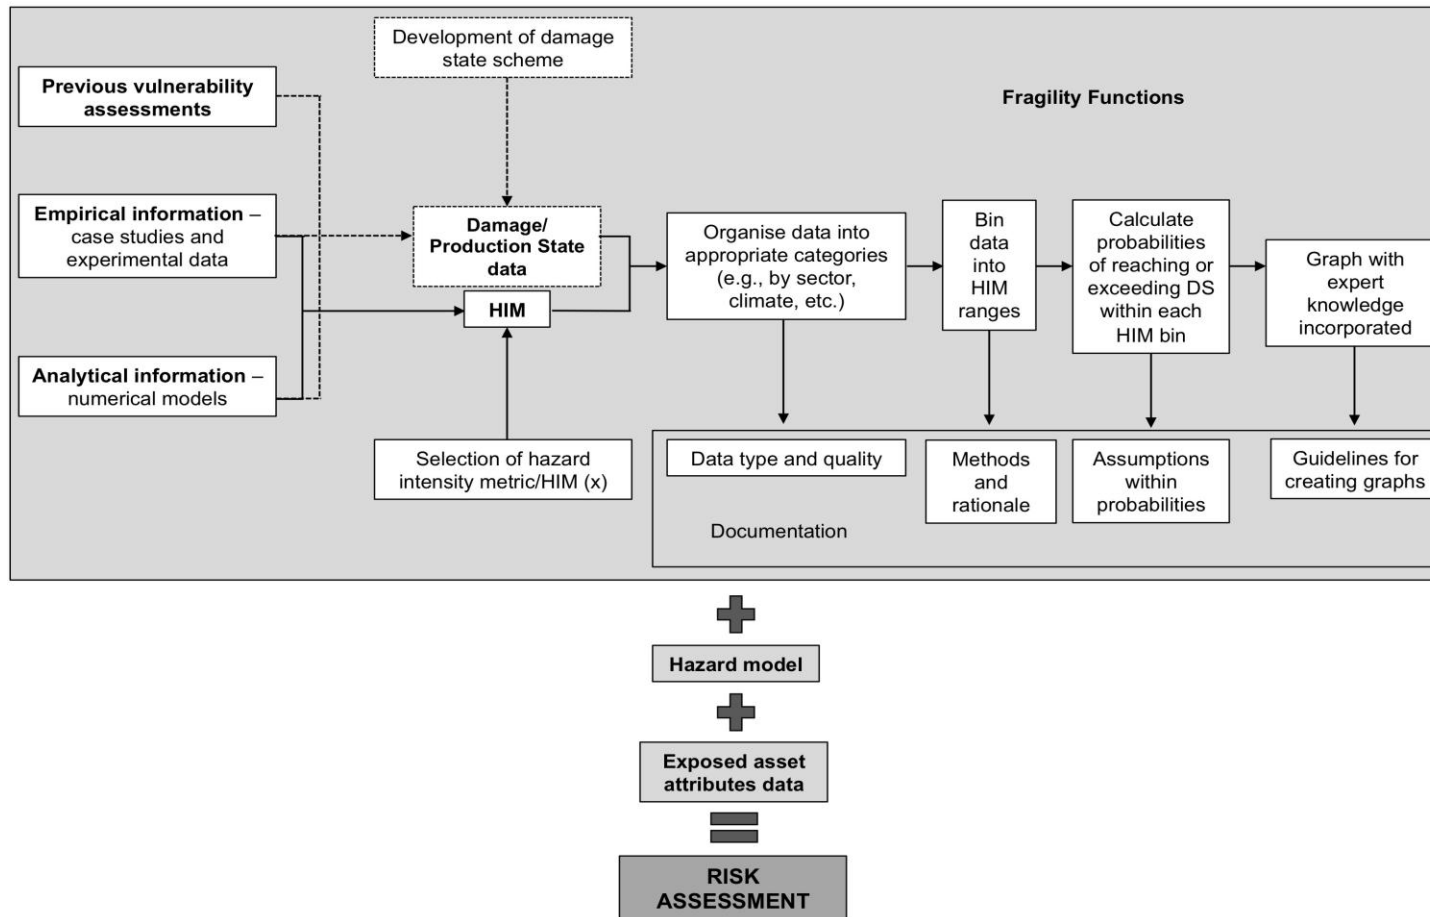 Development of damage
state scheme
Previous vulnerability
assessments
Fragility Functions
Empirical information –
case studies and
experimental data
Damage/
Production State
data
HIM
Organise data into
appropriate categories
(e.g., by sector,
climate, etc.)
Bin
data
into
HIM
ranges
Calculate
probabilities
of reaching or
exceeding DS
within each
HIM bin
Graph with
expert
knowledge
incorporated
Analytical information –
numerical models
Selection of hazard
intensity metric/HIM (x)
Data type and quality
Methods
and
rationale
Assumptions
within
probabilities
Guidelines for
creating graphs
Documentation
Hazard model
Exposed asset
attributes data
RISK
ASSESSMENT